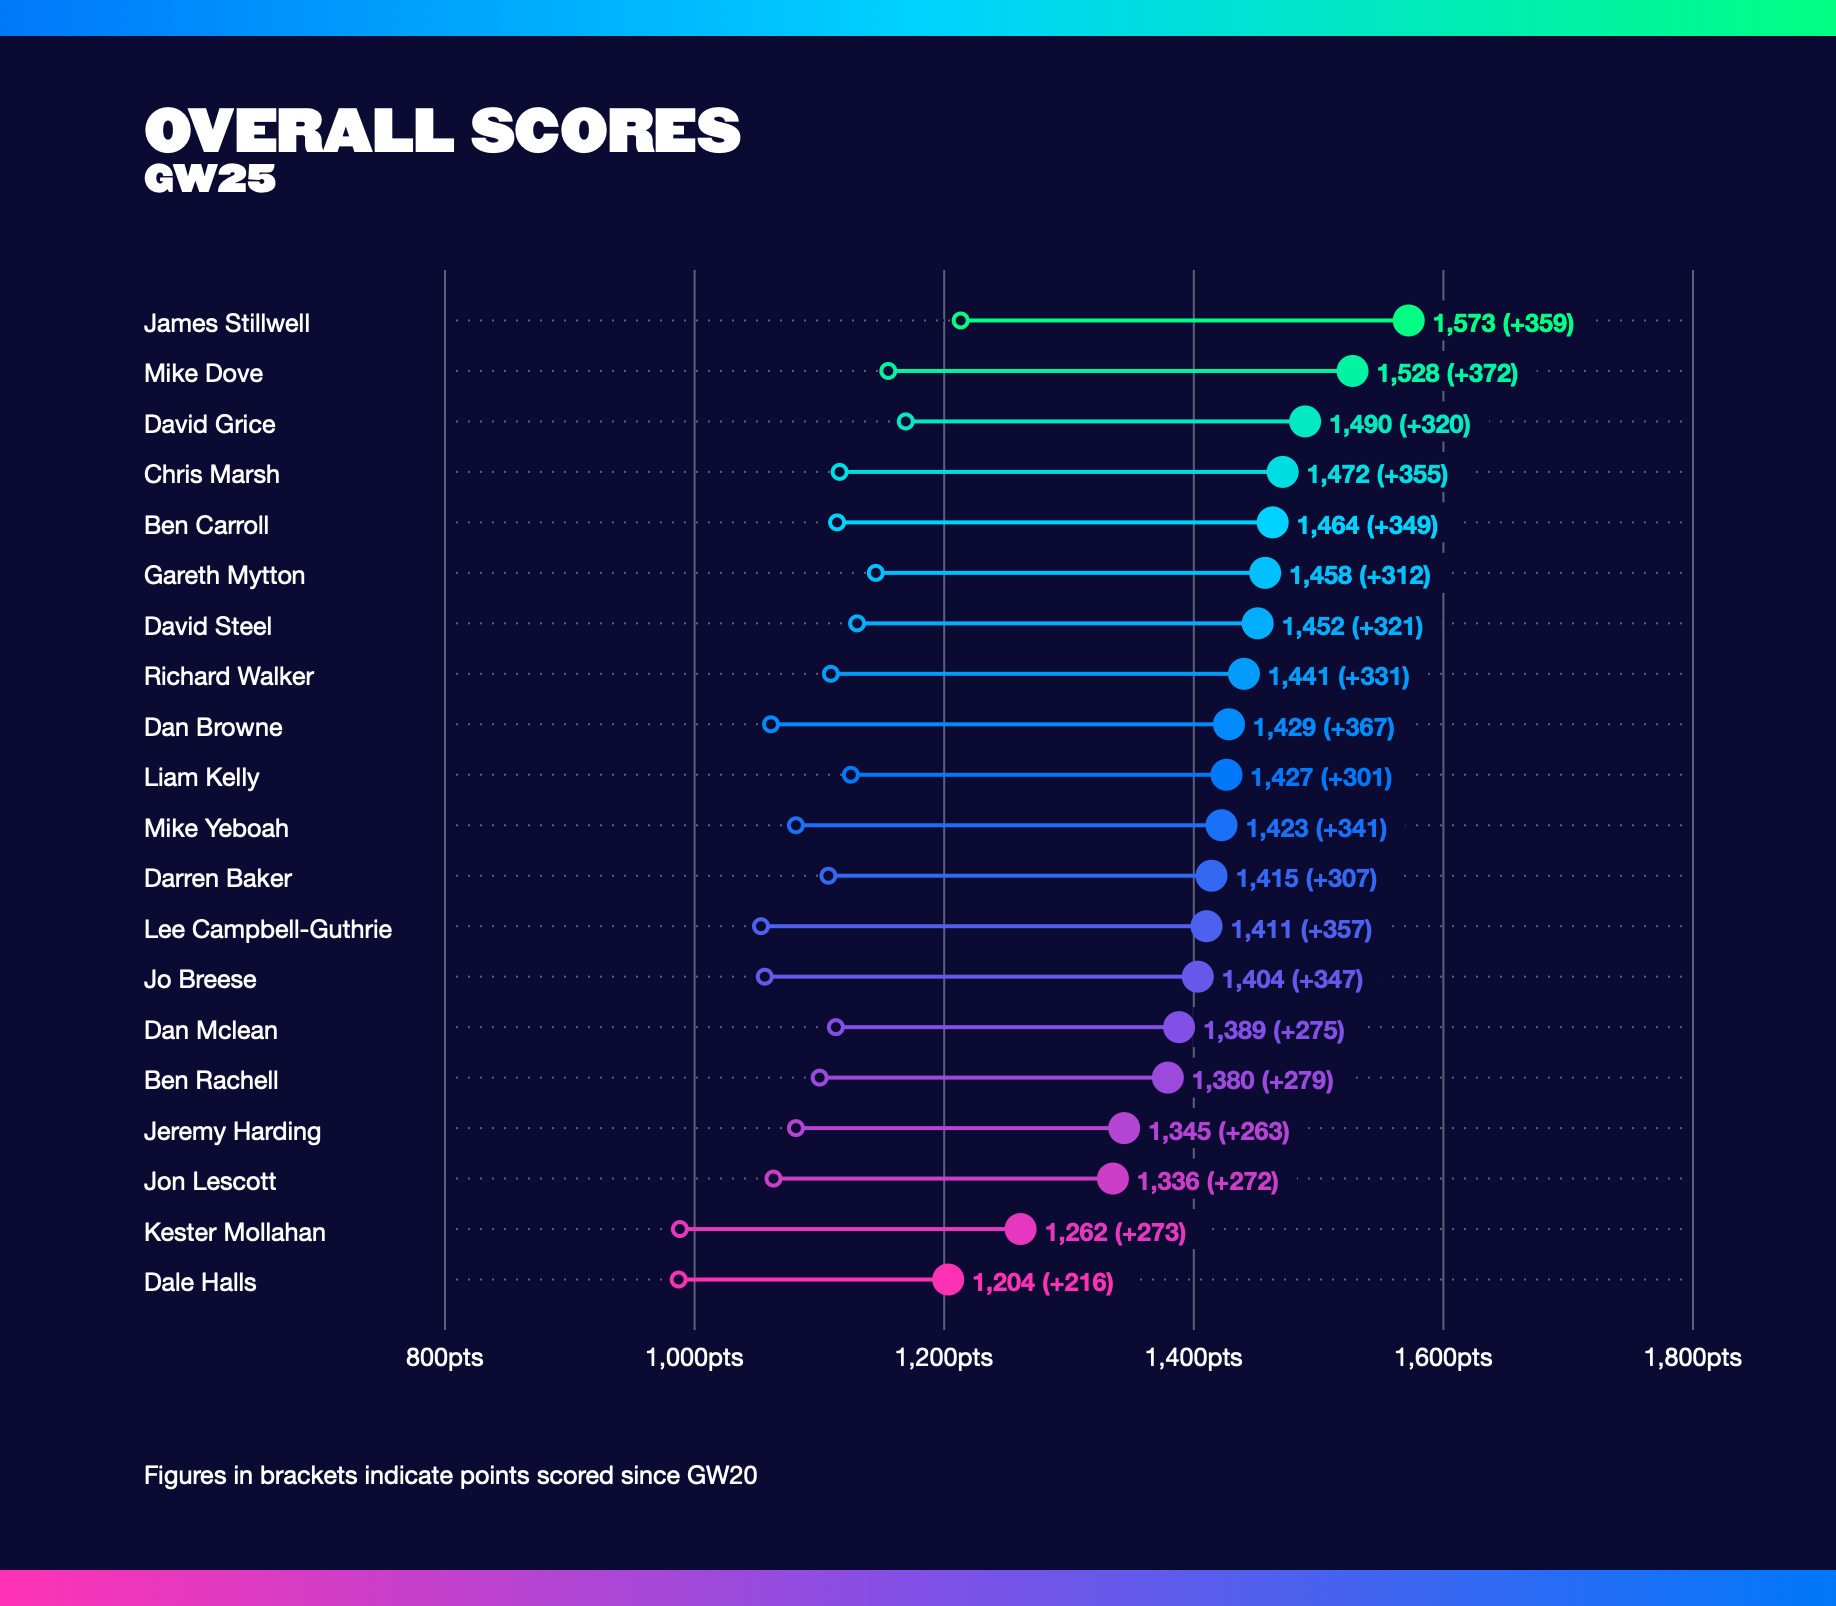 OVERALL SCORES
GW25
James Stillwell 1,573 (+359)
Mike Dove 1,528 (+372)
David Grice 1,490 (+320)
Chris Marsh 1,472 (+355)
Ben Carroll 1,464 (+349)
Gareth Mytton 1,458 (+312)
David Steel 1,452 (+321)
Richard Walker 1,441 (+331)
Dan Browne 1,429 (+367)
Liam Kelly 1,427 (+301)
Mike Yeboah 1,423 (+341)
Darren Baker 1,415 (+307)
Lee Campbell-Guthrie 1,411 (+357)
Jo Breese 1,404 (+347)
Dan Mclean 1,389 (+275)
Ben Rachell 1,380 (+279)
Jeremy Harding 1,345 (+263)
Jon Lescott 1,336 (+272)
Kester Mollahan 1,262 (+273)
Dale Halls 1,204 (+216)
800pts 1,000pts 1,200pts 1,400pts 1,600pts 1,800pts
Figures in brackets indicate points scored since GW20